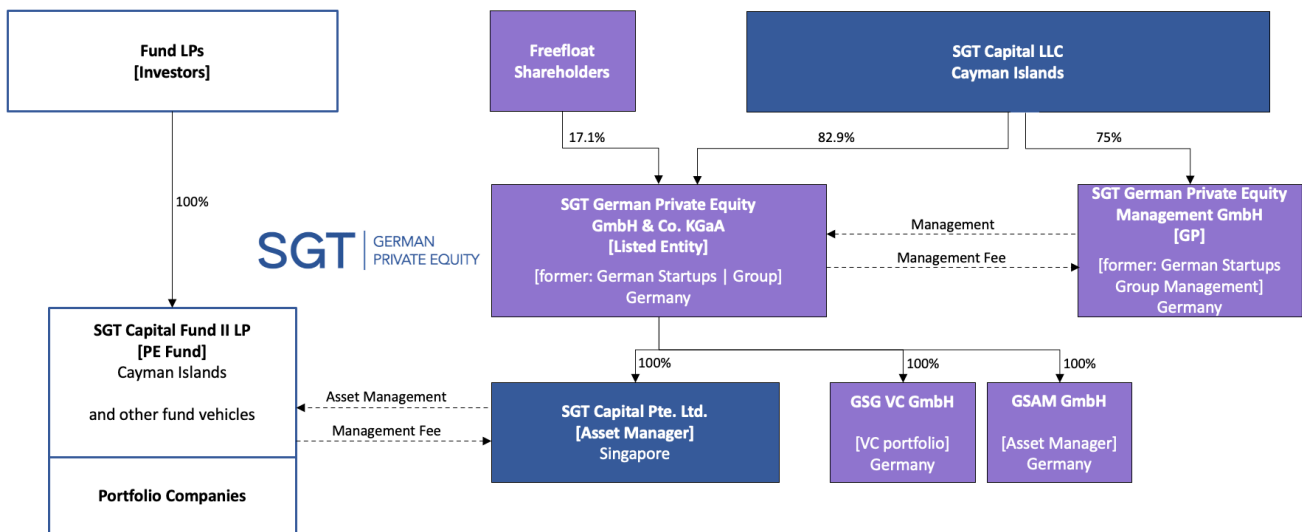 Fund LPs
[Investors]
Freefloat
Shareholders
SGT Capital LLC
Cayman Islands
17.1%
82.9%
75%
100%
SGT German Private Equity
GmbH & Co. KGaA
[Listed Entity]
[former: German Startups | Group]
Germany
Management
Management Fee
SGT German Private Equity
Management GmbH
[GP]
[former: German Startups
Group Management]
Germany
SGT
GERMAN
PRIVATE EQUITY
SGT Capital Fund II LP
[PE Fund]
Cayman Islands
and other fund vehicles
Portfolio Companies
Asset Management
Management Fee
100%
100%
100%
SGT Capital Pte. Ltd.
[Asset Manager]
Singapore
GSG VC GmbH
[VC portfolio]
Germany
GSAM GmbH
[Asset Manager]
Germany